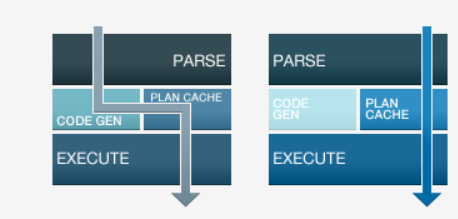 PARSE
PLAN CACHE
CODE GEN
EXECUTE
PARSE
CODE
GEN
PLAN
CACHE
EXECUTE